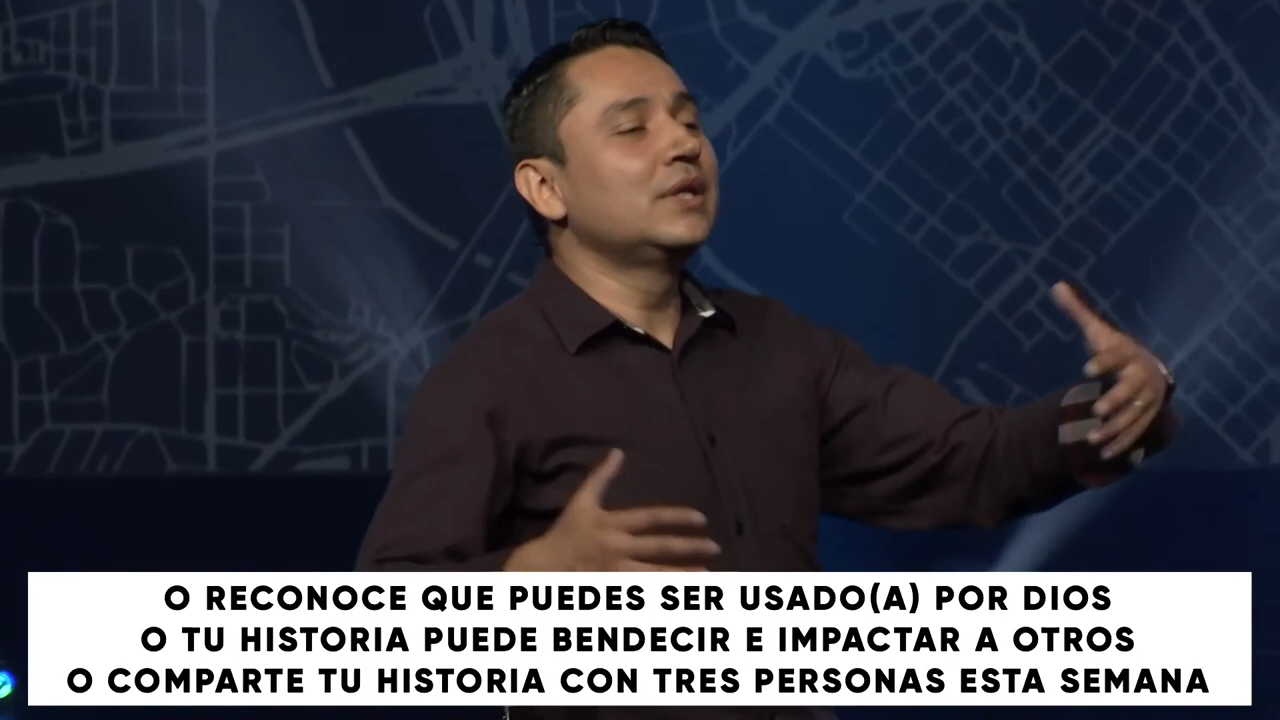 O RECONOCE QUE PUEDES SER USADO(A) POR DIOS
O TU HISTORIA PUEDE BENDECIR E IMPACTAR A OTROS
O COMPARTE TU HISTORIA CON TRES PERSONAS ESTA SEMANA